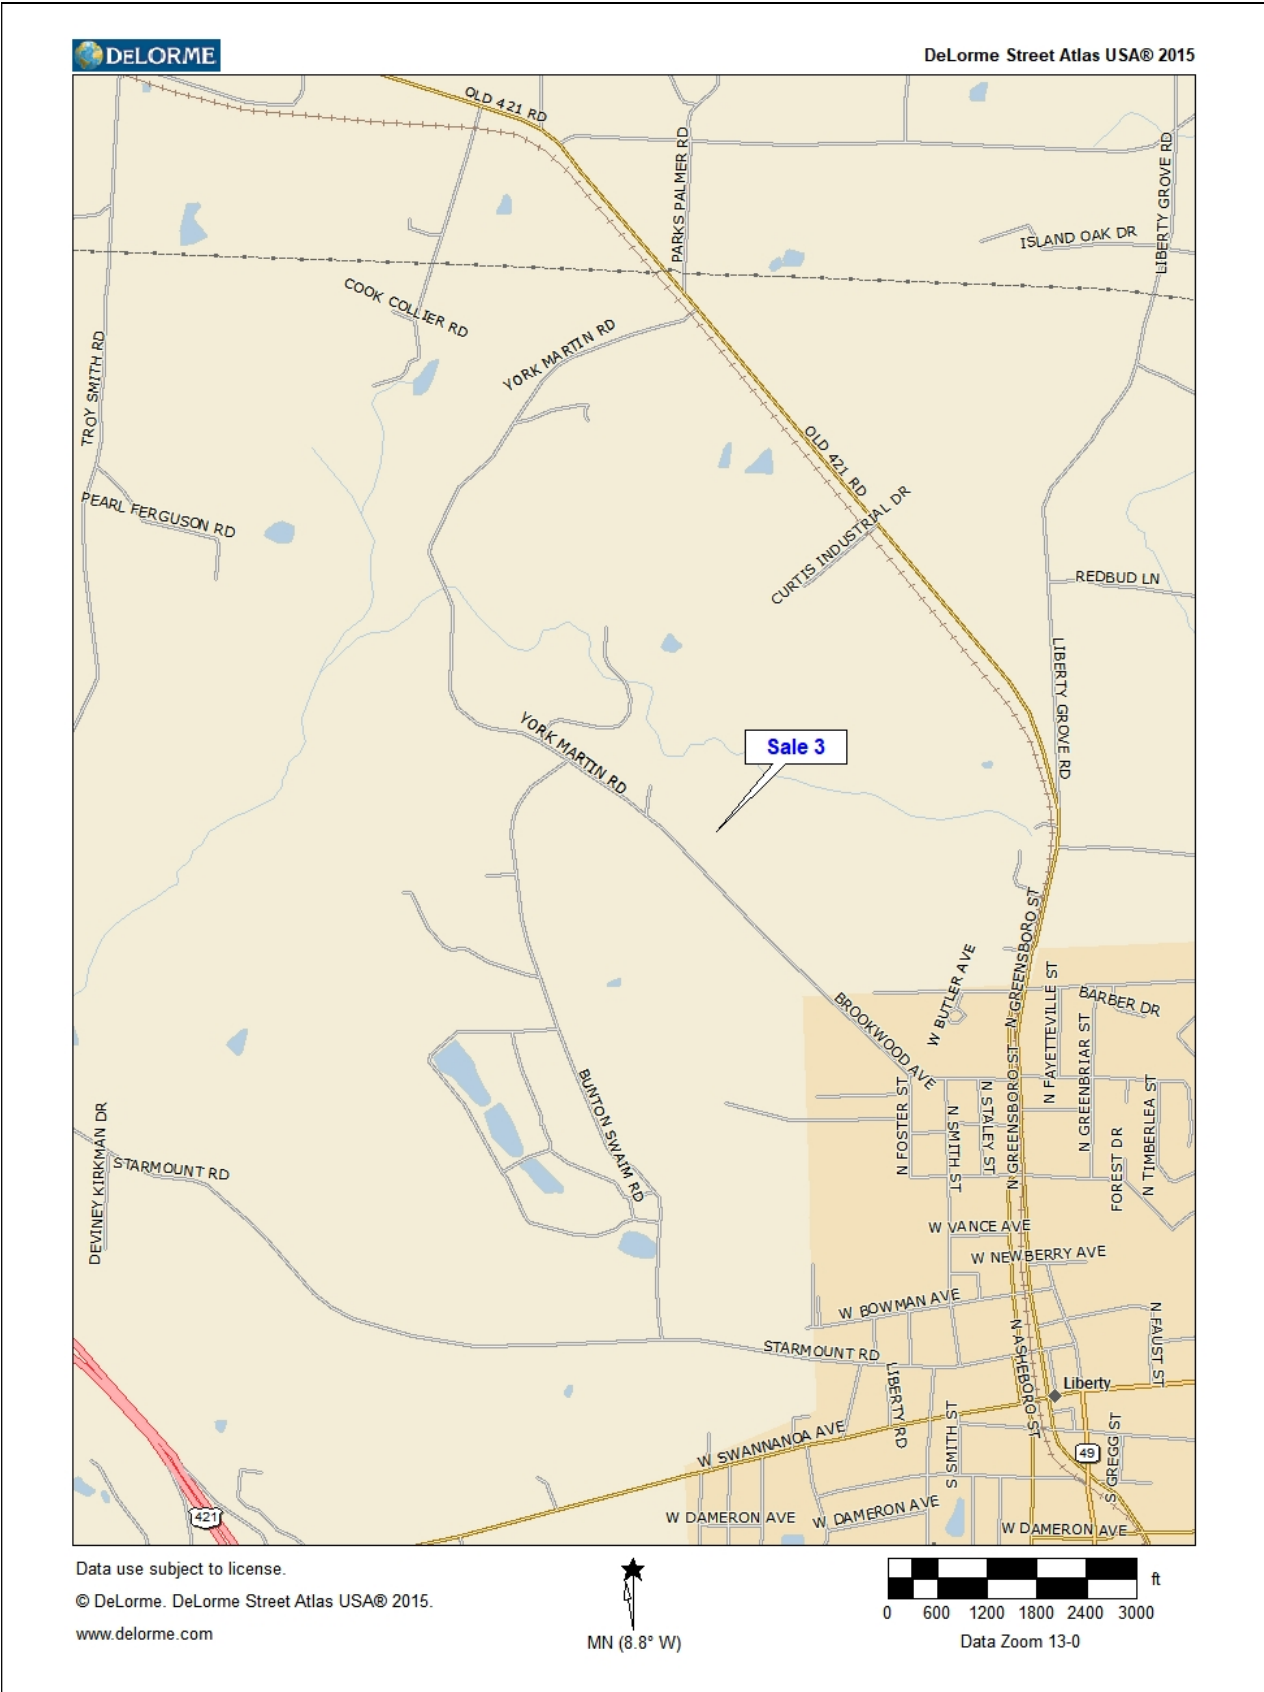 DELORME
DeLorme Street Atlas USA® 2015
OLD 421 RD
PARKS PALMER RD
LIBERTY GROVE RD
ISLAND OAK DR
COOK COLLIER RD
YORK MARTIN RD
TROY SMITH RD
OLD 421 RD
PEARL FERGUSON RD
CURTIS INDUSTRIAL DR
REDBUD LN
LIBERTY GROVE RD
YORK MARTIN RD
Sale 3
N GREENSBORO ST
W BUTLER AVE
N FAYETTEVILLE ST
BARBER DR
BROOKWOOD AVE
N GREENBRIAR ST
BUNTON SWAIM RD
N FOSTER ST
N SMITH ST
N STALEY ST
N GREENSBORO ST
FOREST DR
N TIMBERLEA ST
DEVINEY KIRKMAN DR
STARMOUNT RD
W VANCE AVE
W NEWBERRY AVE
W BOWMAN AVE
N ASHEBORO ST
N FAUST ST
STARMOUNT RD
LIBERTY RD
Liberty
S SMITH ST
W SWANNANOA AVE
49
S GREGG ST
421
W DAMERON AVE
W DAMERON AVE
W DAMERON AVE
Data use subject to license.
© DeLorme. DeLorme Street Atlas USA® 2015.
www.delorme.com
MN (8.8° W)
ft
0 600 1200 1800 2400 3000
Data Zoom 13-0